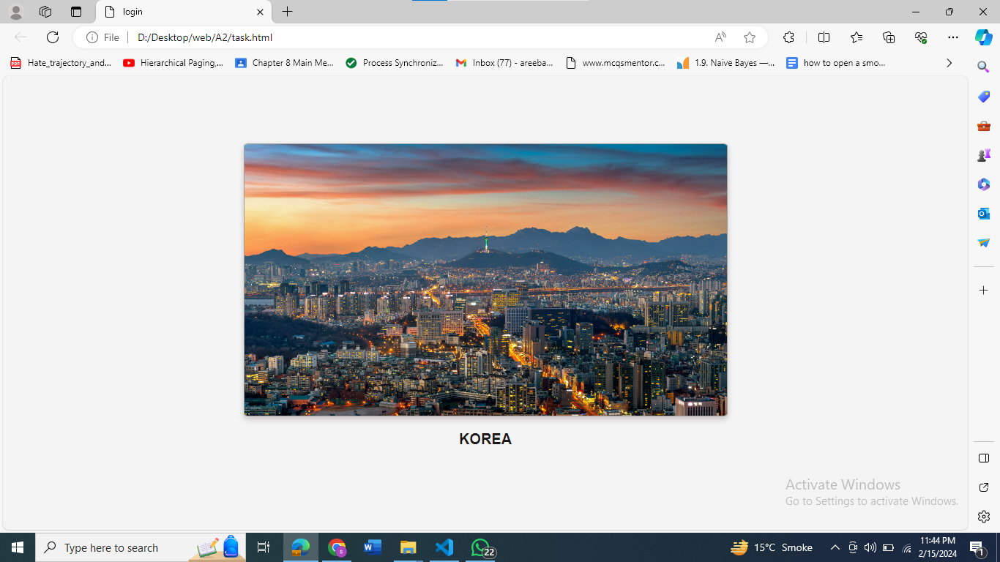 login
File
D:/Desktop/web/A2/task.html
PDF
Hate_trajectory_and...
Hierarchical Paging,...
Chapter 8 Main Me...
Process Synchroniz...
Inbox (77) - areeba...
www.mcqsmentor.c...
1.9. Naive Bayes —...
how to open a smo...
KOREA
Activate Windows
Go to Settings to activate Windows.
Type here to search
S
W
22
15°C Smoke
11:44 PM
2/15/2024
1